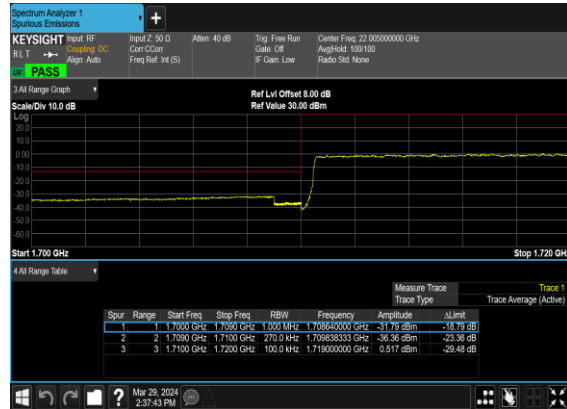 Spectrum Analyzer 1
Spurious Emissions
+
KEYSIGHT Input: RF Input Z: 50 Ω Atten: 40 dB Trig: Free Run Center Freq: 22.005000000 GHz
RLT Coupling: DC Corr CCorr Gate: Off Avg|Hold: 100/100
Align: Auto Freq Ref: Int (S) IF Gain: Low Radio Std: None
PASS
3 All Range Graph
Ref Lvl Offset 8.00 dB
Scale/Div 10.0 dB Ref Value 30.00 dBm
Log
20.0
10.0
0.00
-10.0
-20.0
-30.0
-40.0
-50.0
-60.0
Start 1.700 GHz Stop 1.720 GH
4 All Range Table
Measure Trace Trace 1
Trace Type Trace Average (Active)
Spur Range Start Freq Stop Freq RBW Frequency Amplitude ΔLimit
1 1 1.7000 GHz 1.7090 GHz 1.000 MHz 1.708640000 GHz -31.79 dBm -18.79 dB
2 2 1.7090 GHz 1.7100 GHz 270.0 kHz 1.709838333 GHz -36.36 dBm -23.36 dB
3 3 1.7100 GHz 1.7200 GHz 100.0 kHz 1.719000000 GHz 0.517 dBm -29.48 dB
? Mar 29, 2024
2:37:43 PM